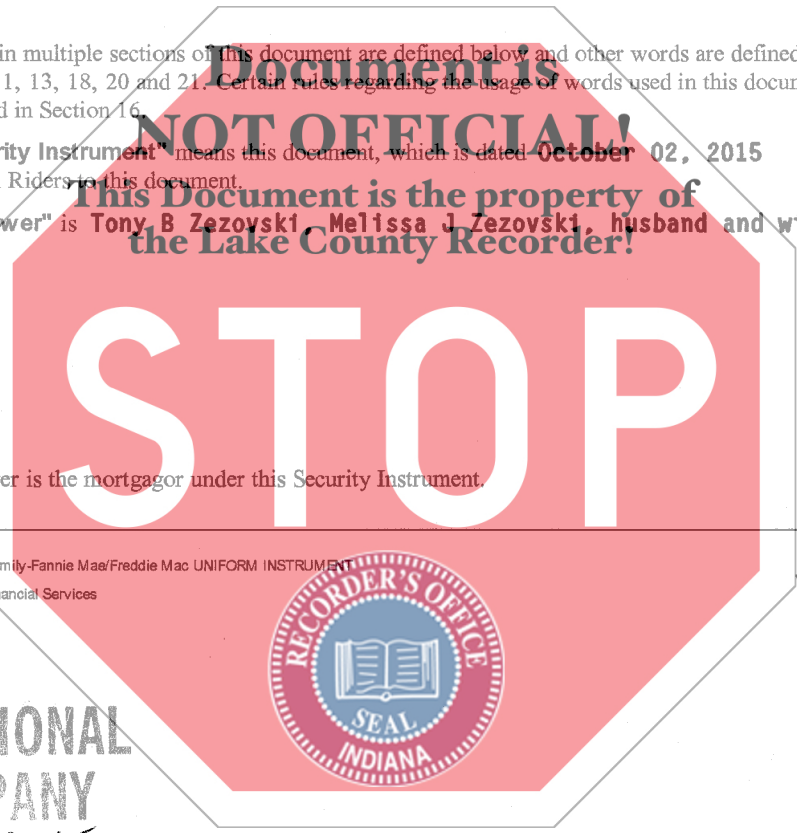 in multiple sections of this document are defined below and other words are defined
1, 13, 18, 20 and 21. Certain rules regarding the usage of words used in this docum
d in Section 16.
rity Instrument" means this document, which is dated October 02, 2015
Riders to this document.
wer" is Tony B Zezovski, Melissa J Zezovski, husband and w
Document is
NOT OFFICIAL!
This Document is the property of
the Lake County Recorder!
STOP
er is the mortgagor under this Security Instrument.
mily-Fannie Mae/Freddie Mac UNIFORM INSTRUMENT
ancial Services
RECORDER'S OFFICE
SEAL
INDIANA
IONAL
PANY